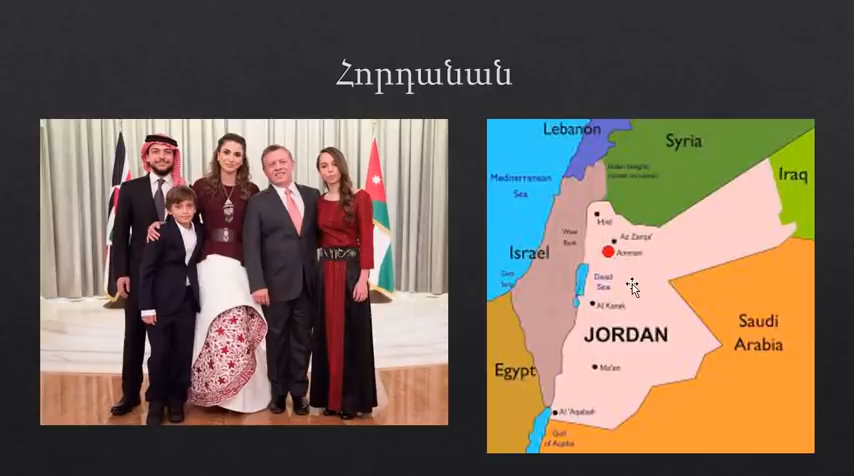 Հորդանան
Lebanon
Syria
Mediterranean
Sea
Iraq
Irbid
West
Bank
Az Zarqa'
Amman
Israel
Dead
Sea
Al Karak
JORDAN
Saudi
Arabia
Egypt
Ma'an
Al 'Aqabah
Gulf
of Aqaba